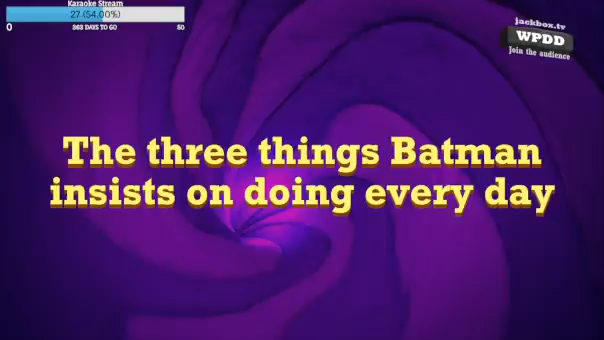 Karaoke Stream
27 (54.00%)
0 363 DAYS TO GO 50
jackbox.tv
WPDD
Join the audience
The three things Batman
insists on doing every day